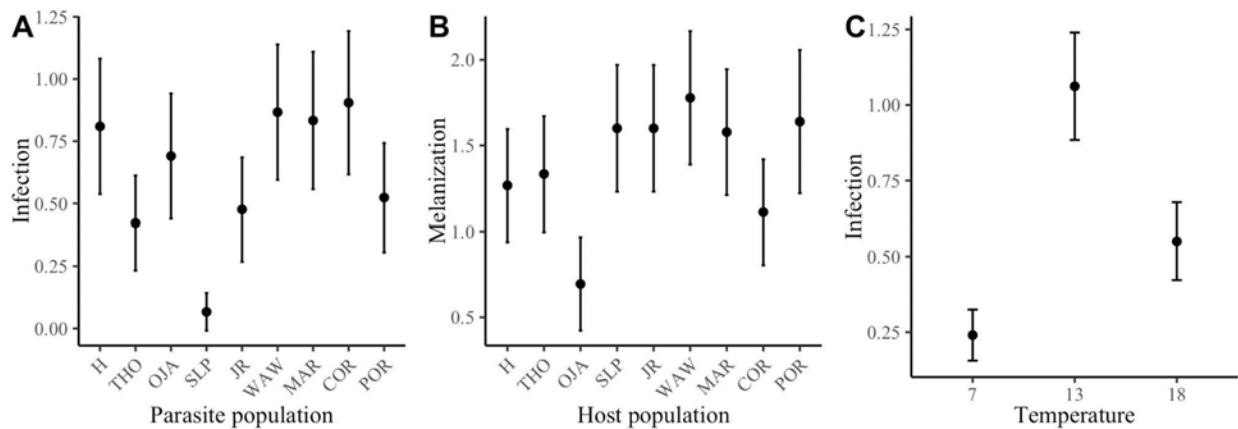 A
Infection
1.25
1.00
0.75
0.50
0.25
0.00
H
THO
OJA
SLP
JR
WAW
MAR
COR
POR
Parasite population
B
Melanization
2.0
1.5
1.0
0.5
H
THO
OJA
SLP
JR
WAW
MAR
COR
POR
Host population
C
Infection
1.25
1.00
0.75
0.50
0.25
7
13
18
Temperature